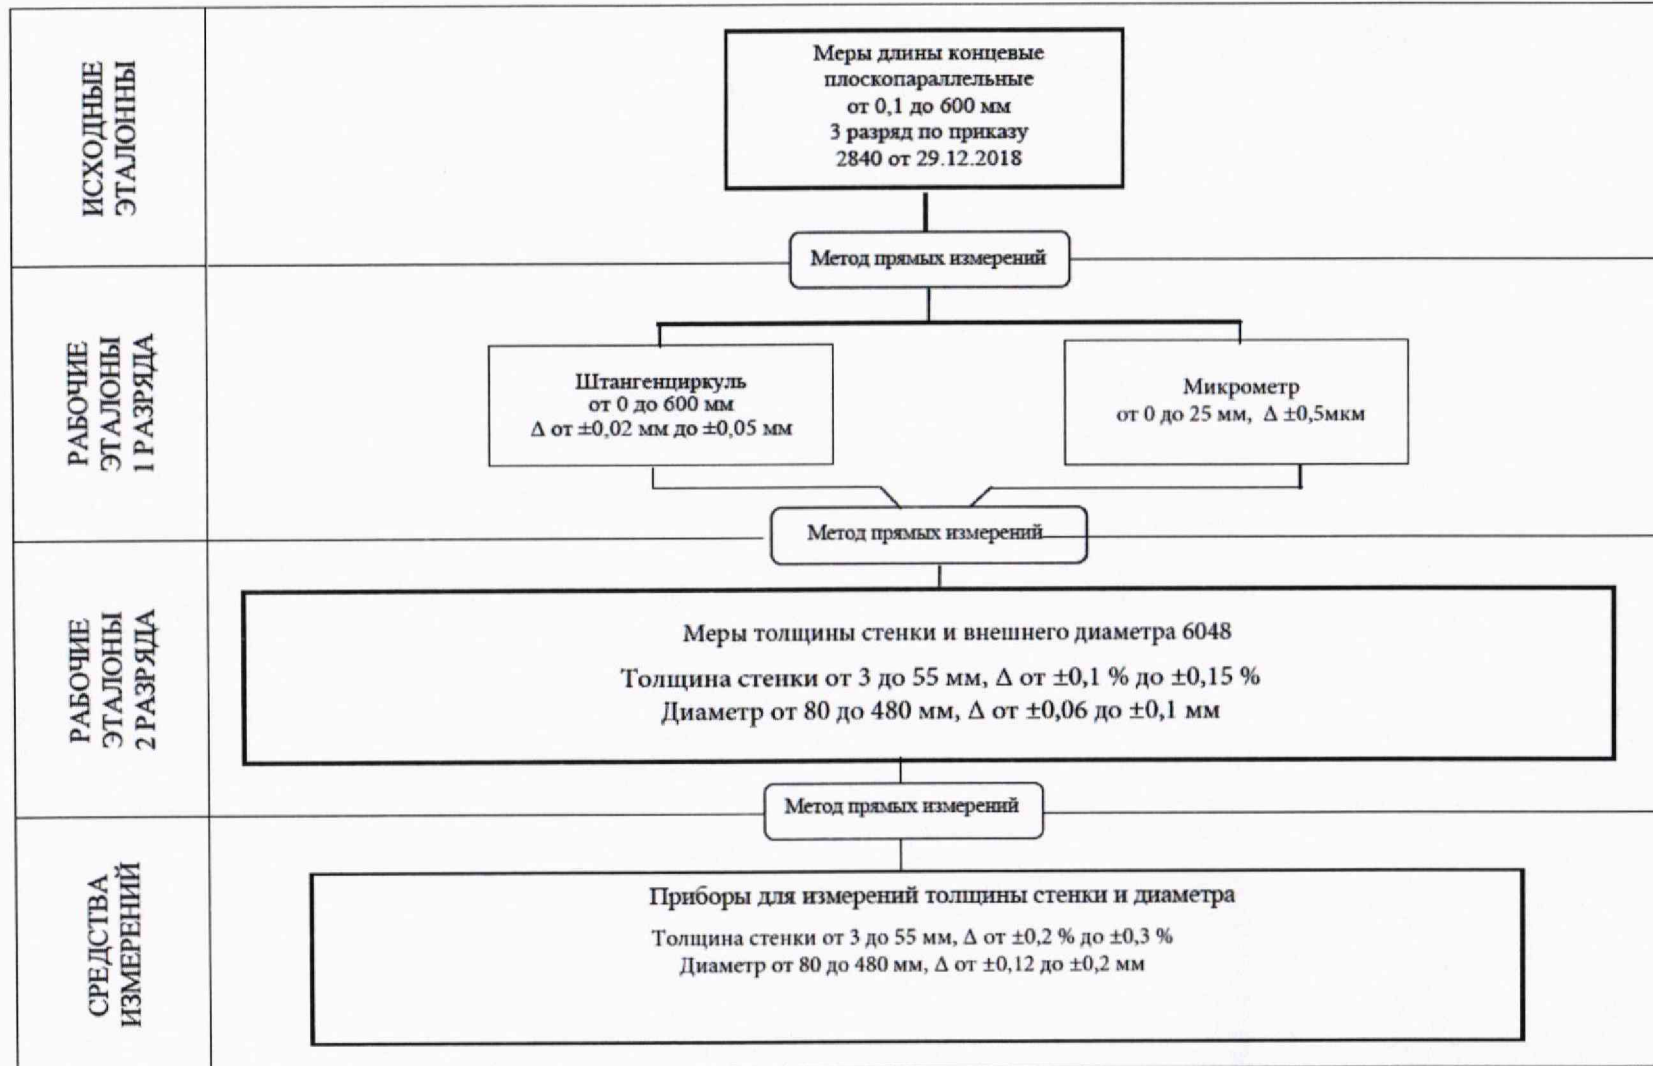 ИСХОДНЫЕ
ЭТАЛОННЫ
Меры длины концевые
плоскопараллельные
от 0,1 до 600 мм
3 разряд по приказу
2840 от 29.12.2018
Метод прямых измерений
РАБОЧИЕ
ЭТАЛОНЫ
1 РАЗРЯДА
Штангенциркуль
от 0 до 600 мм
Δ от ±0,02 мм до ±0,05 мм
Микрометр
от 0 до 25 мм, Δ ±0,5мкм
Метод прямых измерений
РАБОЧИЕ
ЭТАЛОНЫ
2 РАЗРЯДА
Меры толщины стенки и внешнего диаметра 6048
Толщина стенки от 3 до 55 мм, Δ от ±0,1 % до ±0,15 %
Диаметр от 80 до 480 мм, Δ от ±0,06 до ±0,1 мм
Метод прямых измерений
СРЕДСТВА
ИЗМЕРЕНИЙ
Приборы для измерений толщины стенки и диаметра
Толщина стенки от 3 до 55 мм, Δ от ±0,2 % до ±0,3 %
Диаметр от 80 до 480 мм, Δ от ±0,12 до ±0,2 мм